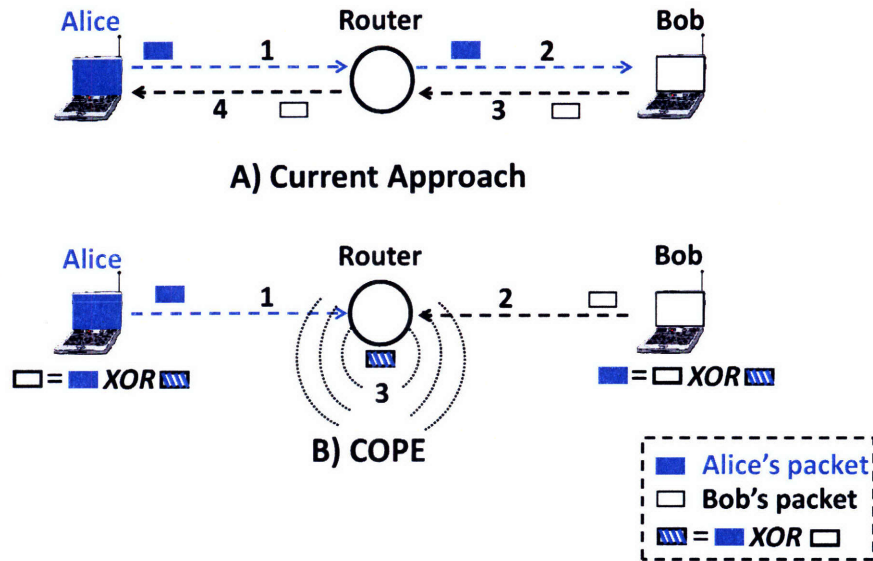 Alice Router Bob
1 2
4 3
A) Current Approach
Alice Router Bob
1 2
= XOR
3
= XOR
B) COPE
Alice's packet
Bob's packet
= XOR